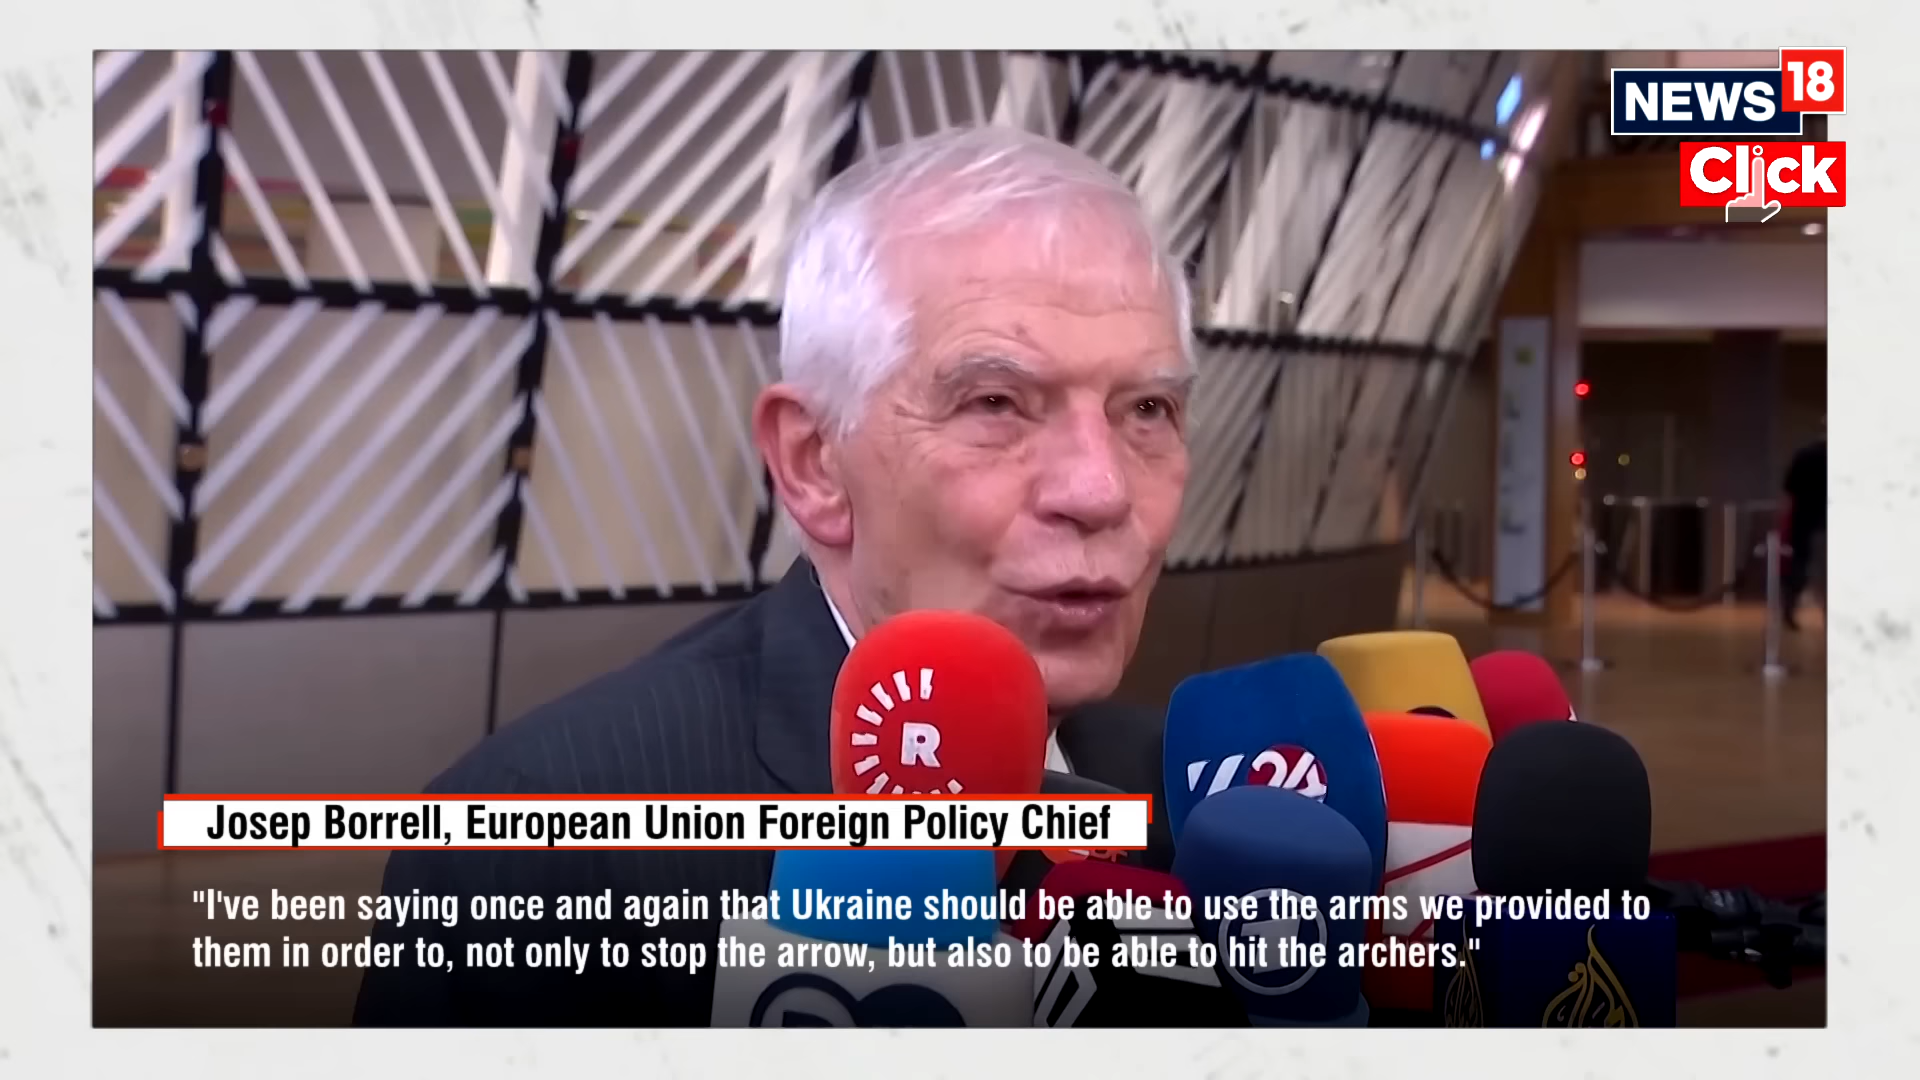 NEWS 18
Click
R
24
Josep Borrell, European Union Foreign Policy Chief
"I've been saying once and again that Ukraine should be able to use the arms we provided to
them in order to, not only to stop the arrow, but also to be able to hit the archers."